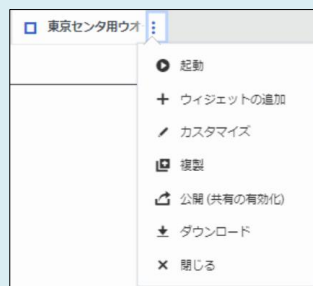 東京センタ用ウオ
起動
ウィジェットの追加
カスタマイズ
複製
公開 (共有の有効化)
ダウンロード
閉じる